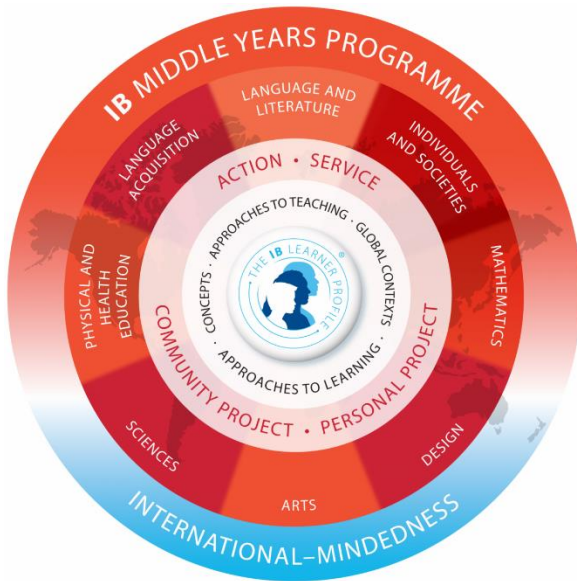 IB MIDDLE YEARS PROGRAMME
LANGUAGE AND
LITERATURE
INDIVIDUALS
AND SOCIETIES
MATHEMATICS
DESIGN
ARTS
SCIENCES
PHYSICAL AND
HEALTH
EDUCATION
LANGUAGE
ACQUISITION
ACTION • SERVICE
COMMUNITY PROJECT • PERSONAL PROJECT
APPROACHES TO TEACHING · GLOBAL CONTEXTS ·
APPROACHES TO LEARNING · CONCEPTS ·
THE IB LEARNER PROFILE ®
INTERNATIONAL–MINDEDNESS